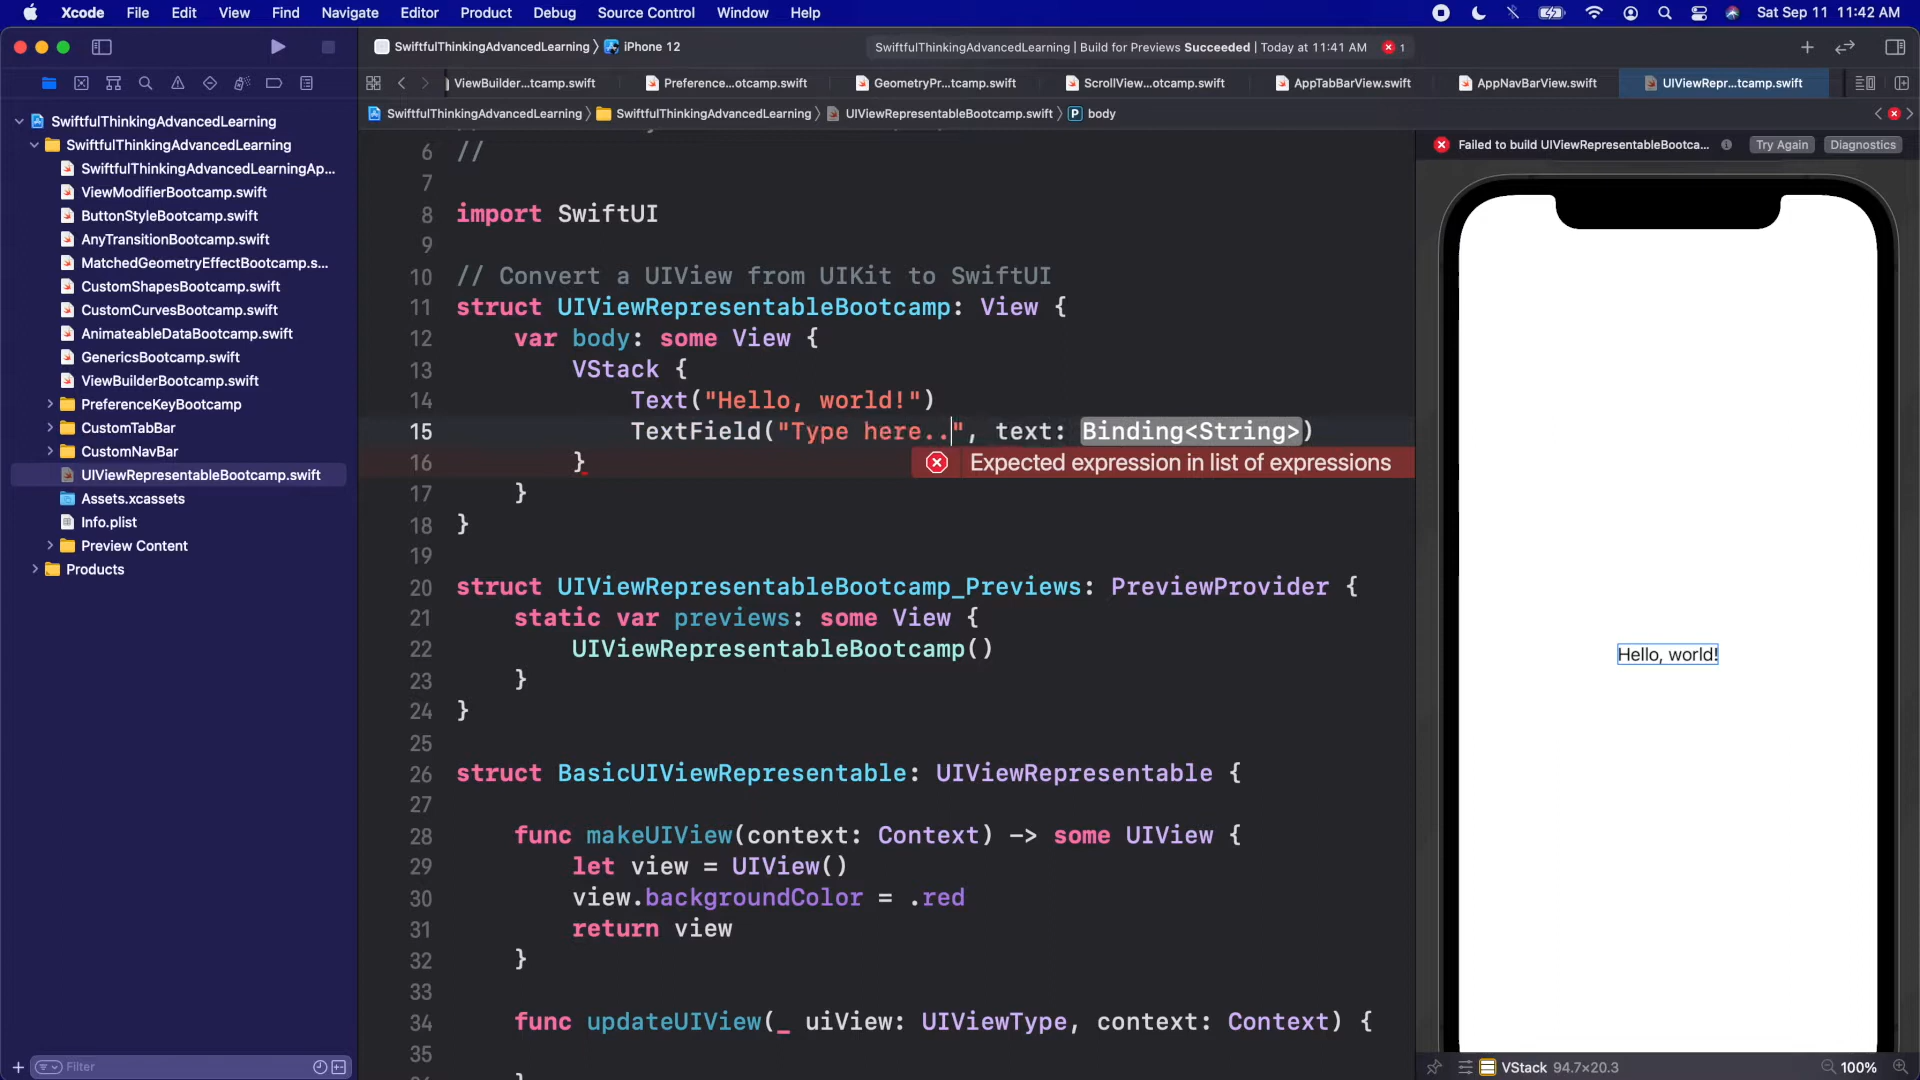 Xcode File Edit View Find Navigate Editor Product Debug Source Control Window Help Sat Sep 11 11:42 AM
SwiftfulThinkingAdvancedLearning iPhone 12 SwiftfulThinkingAdvancedLearning | Build for Previews Succeeded | Today at 11:41 AM 1
ViewBuilder...tcamp.swift Preference...otcamp.swift GeometryPr...tcamp.swift ScrollView...otcamp.swift AppTabBarView.swift AppNavBarView.swift UIViewRepr...tcamp.swift
SwiftfulThinkingAdvancedLearning SwiftfulThinkingAdvancedLearning UIViewRepresentableBootcamp.swift P body
SwiftfulThinkingAdvancedLearning
SwiftfulThinkingAdvancedLearning
SwiftfulThinkingAdvancedLearningAp...
ViewModifierBootcamp.swift
ButtonStyleBootcamp.swift
AnyTransitionBootcamp.swift
MatchedGeometryEffectBootcamp.s...
CustomShapesBootcamp.swift
CustomCurvesBootcamp.swift
AnimateableDataBootcamp.swift
GenericsBootcamp.swift
ViewBuilderBootcamp.swift
PreferenceKeyBootcamp
CustomTabBar
CustomNavBar
UIViewRepresentableBootcamp.swift
Assets.xcassets
Info.plist
Preview Content
Products
Filter
6 //
7
8 import SwiftUI
9
10 // Convert a UIView from UIKit to SwiftUI
11 struct UIViewRepresentableBootcamp: View {
12 var body: some View {
13 VStack {
14 Text("Hello, world!")
15 TextField("Type here..", text: Binding<String>)
16 } Expected expression in list of expressions
17 }
18 }
19
20 struct UIViewRepresentableBootcamp_Previews: PreviewProvider {
21 static var previews: some View {
22 UIViewRepresentableBootcamp()
23 }
24 }
25
26 struct BasicUIViewRepresentable: UIViewRepresentable {
27
28 func makeUIView(context: Context) -> some UIView {
29 let view = UIView()
30 view.backgroundColor = .red
31 return view
32 }
33
34 func updateUIView(_ uiView: UIViewType, context: Context) {
35
Failed to build UIViewRepresentableBootca... Try Again Diagnostics
Hello, world!
VStack 94.7×20.3 100%